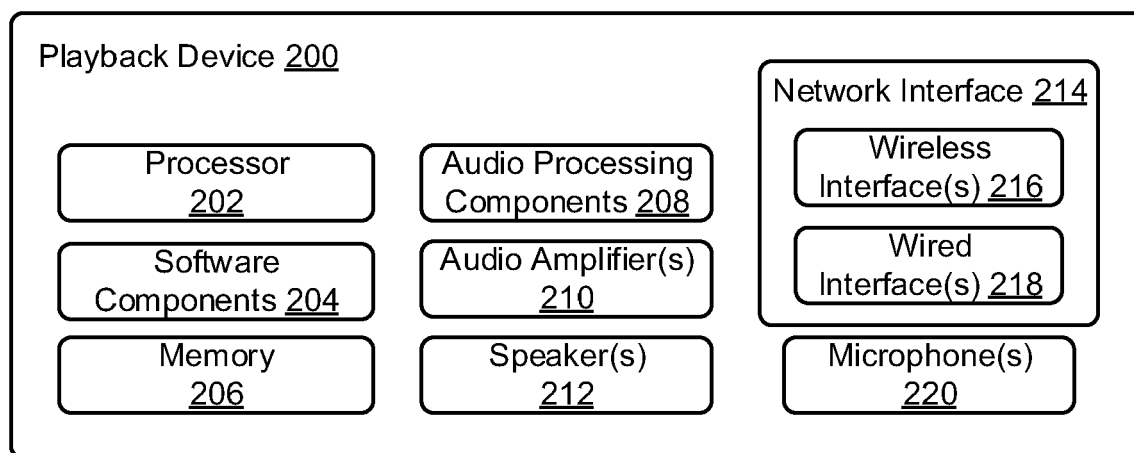 Playback Device 200
Processor
202
Software
Components 204
Memory
206
Audio Processing
Components 208
Audio Amplifier(s)
210
Speaker(s)
212
Network Interface 214
Wireless
Interface(s) 216
Wired
Interface(s) 218
Microphone(s)
220